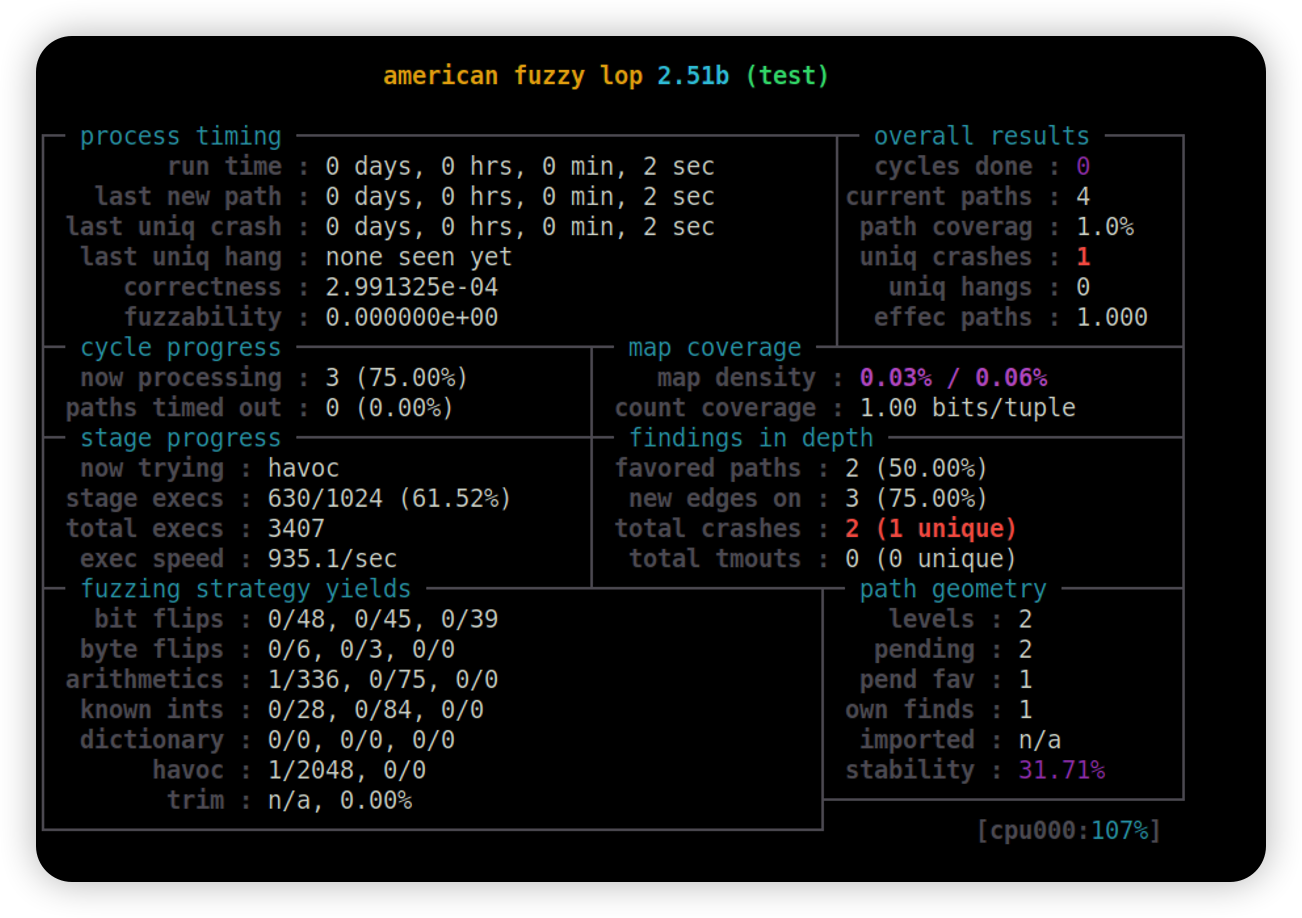 american fuzzy lop 2.51b (test)
process timing overall results
run time : 0 days, 0 hrs, 0 min, 2 sec cycles done : 0
last new path : 0 days, 0 hrs, 0 min, 2 sec current paths : 4
last uniq crash : 0 days, 0 hrs, 0 min, 2 sec path coverag : 1.0%
last uniq hang : none seen yet uniq crashes : 1
correctness : 2.991325e-04 uniq hangs : 0
fuzzability : 0.000000e+00 effec paths : 1.000
cycle progress map coverage
now processing : 3 (75.00%) map density : 0.03% / 0.06%
paths timed out : 0 (0.00%) count coverage : 1.00 bits/tuple
stage progress findings in depth
now trying : havoc favored paths : 2 (50.00%)
stage execs : 630/1024 (61.52%) new edges on : 3 (75.00%)
total execs : 3407 total crashes : 2 (1 unique)
exec speed : 935.1/sec total tmouts : 0 (0 unique)
fuzzing strategy yields path geometry
bit flips : 0/48, 0/45, 0/39 levels : 2
byte flips : 0/6, 0/3, 0/0 pending : 2
arithmetics : 1/336, 0/75, 0/0 pend fav : 1
known ints : 0/28, 0/84, 0/0 own finds : 1
dictionary : 0/0, 0/0, 0/0 imported : n/a
havoc : 1/2048, 0/0 stability : 31.71%
trim : n/a, 0.00%
[cpu000:107%]